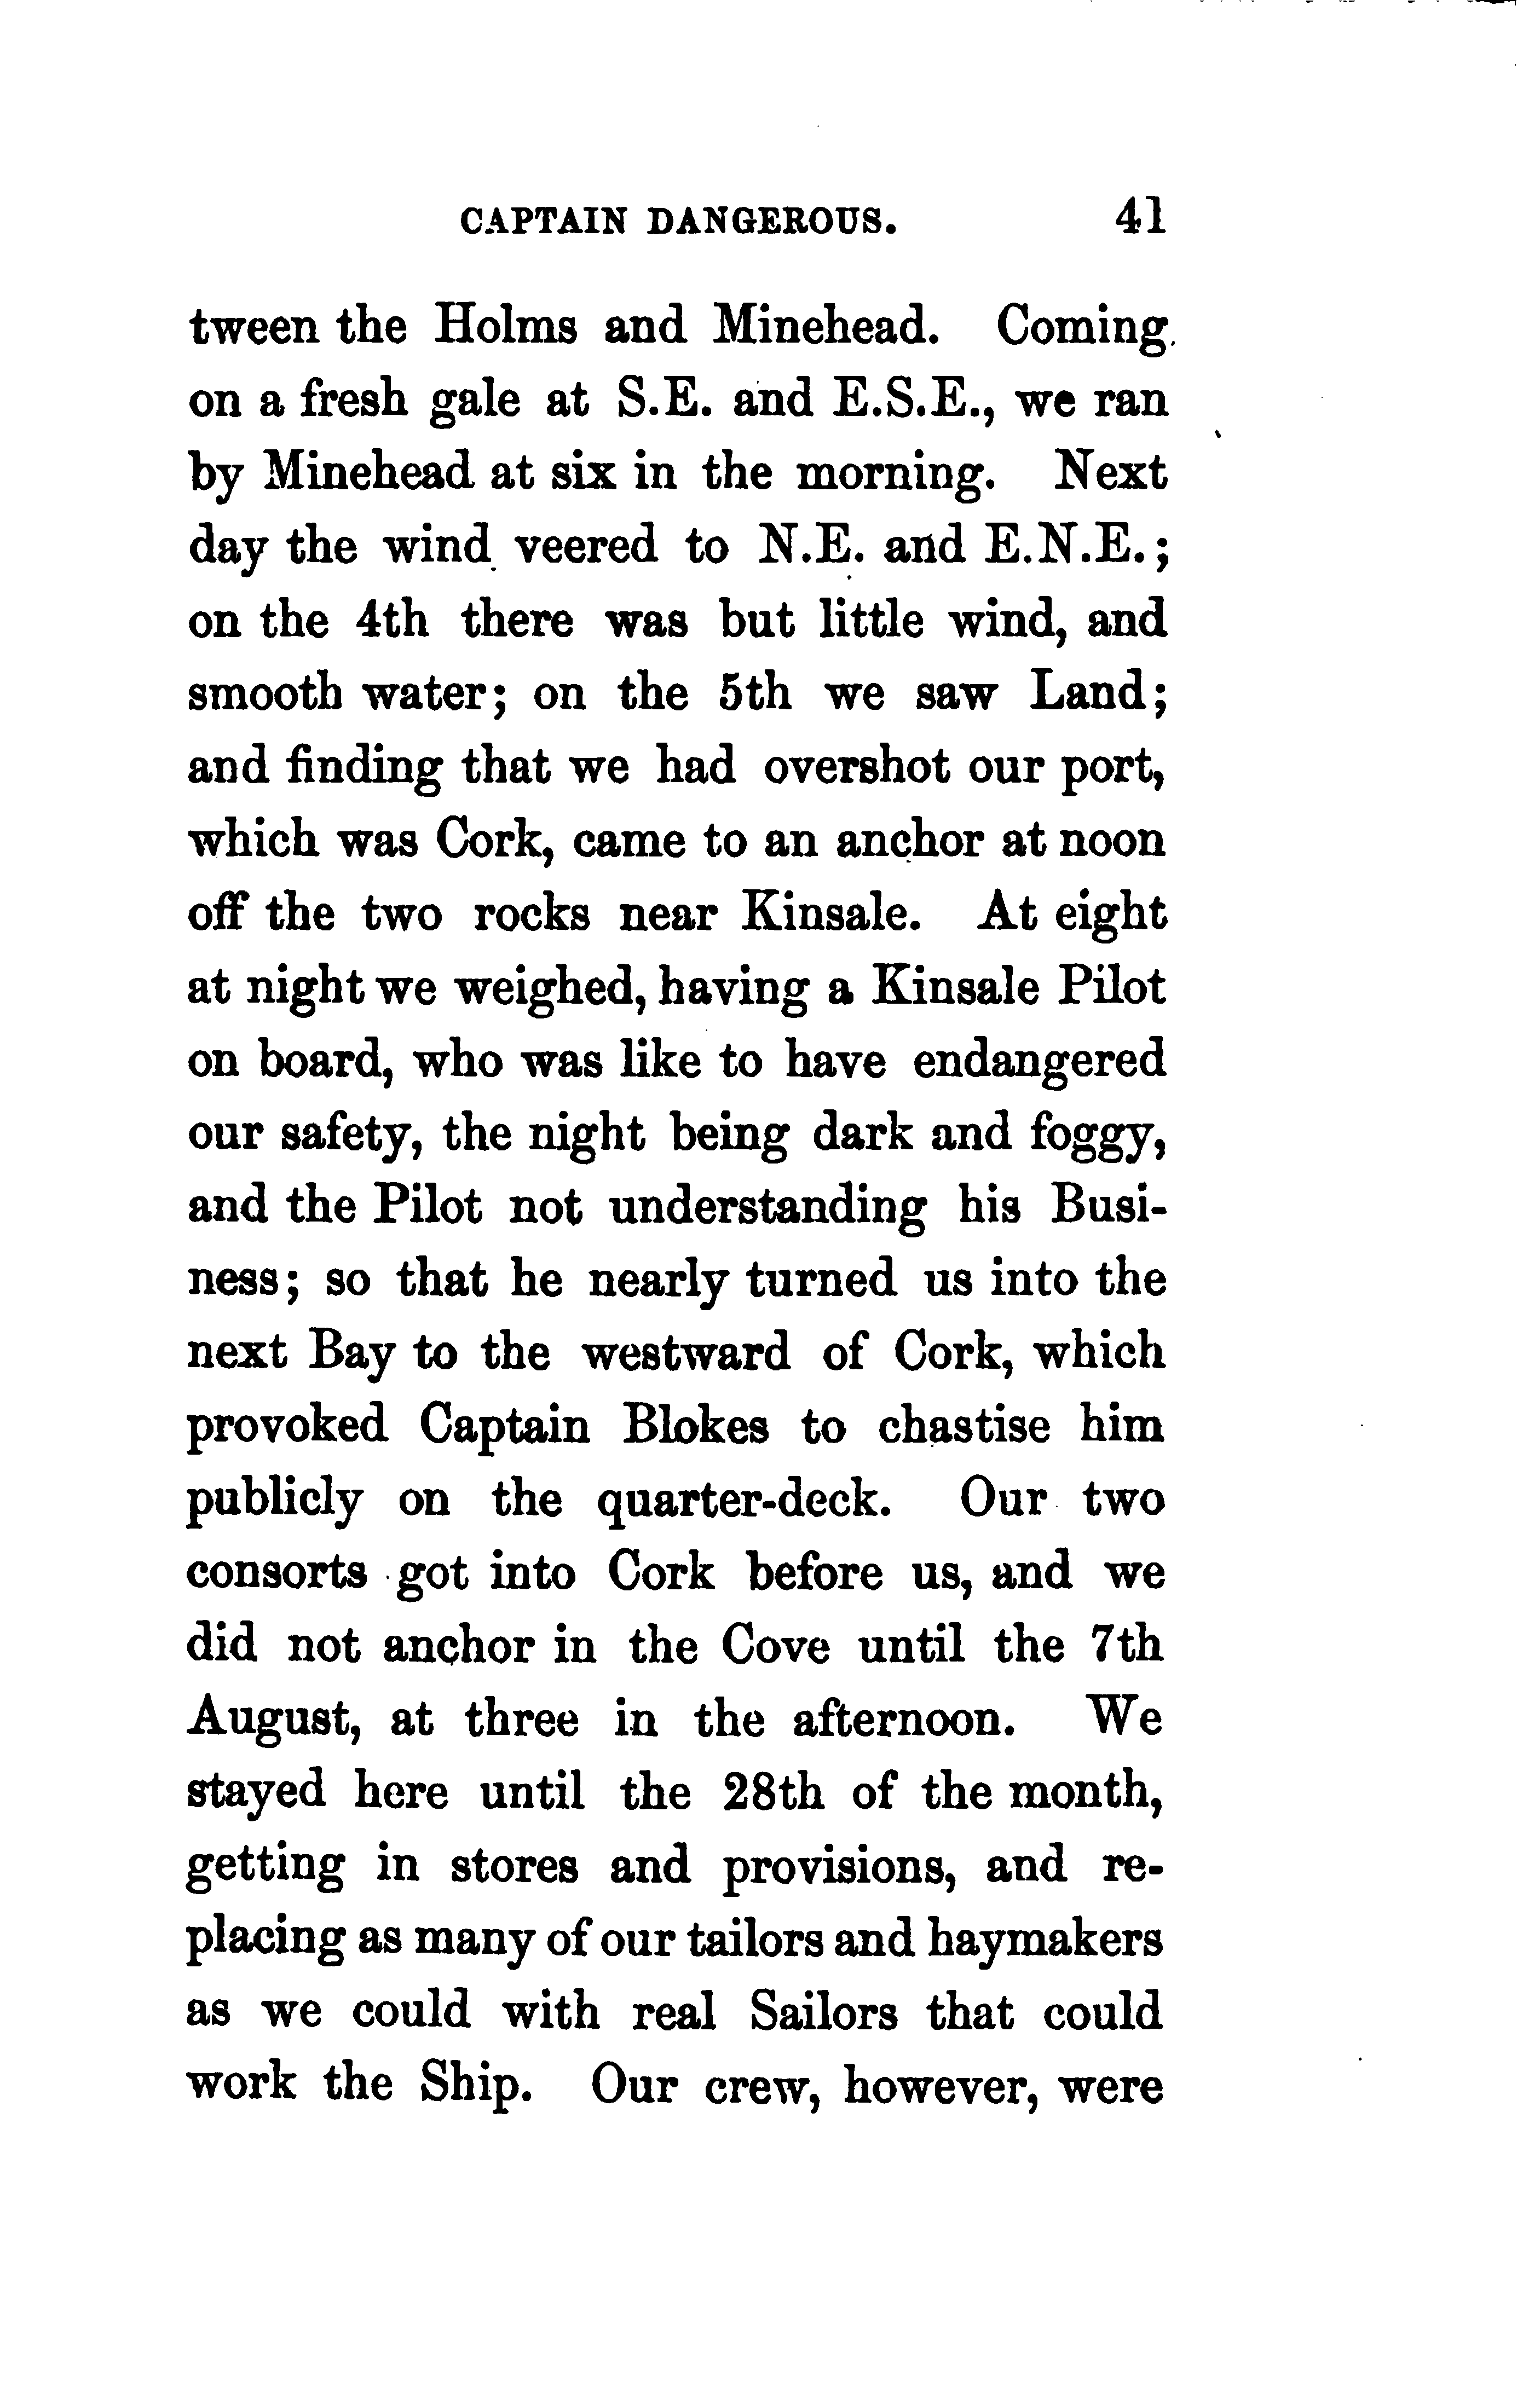 CAPTAIN DANGEROUS. 41
tween the Holms and Minehead. Coming
on a fresh gale at S.E. and E.S.E., we ran
by Minehead at six in the morning. Next
day the wind veered to N.E. and E.N.E.;
on the 4th there was but little wind, and
smooth water; on the 5th we saw Land;
and finding that we had overshot our port,
which was Cork, came to an anchor at noon
off the two rocks near Kinsale. At eight
at night we weighed, having a Kinsale Pilot
on board, who was like to have endangered
our safety, the night being dark and foggy,
and the Pilot not understanding his Busi-
ness; so that he nearly turned us into the
next Bay to the westward of Cork, which
provoked Captain Blokes to chastise him
publicly on the quarter-deck. Our two
consorts got into Cork before us, and we
did not anchor in the Cove until the 7th
August, at three in the afternoon. We
stayed here until the 28th of the month,
getting in stores and provisions, and re-
placing as many of our tailors and haymakers
as we could with real Sailors that could
work the Ship. Our crew, however, were